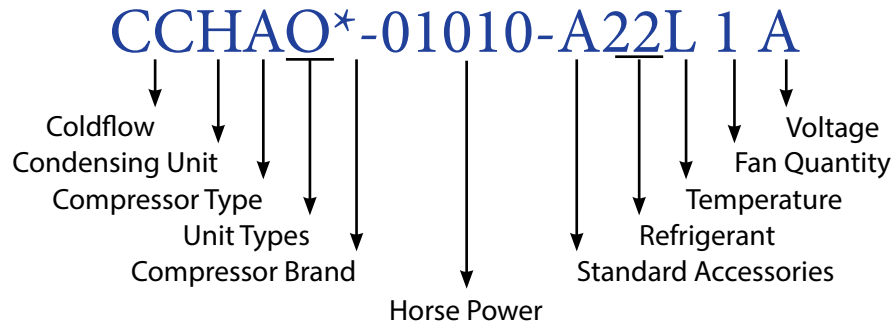 CCHAO*-01010-A22L 1 A
Coldflow
Voltage
Condensing Unit
Fan Quantity
Compressor Type
Temperature
Unit Types
Refrigerant
Compressor Brand
Standard Accessories
Horse Power